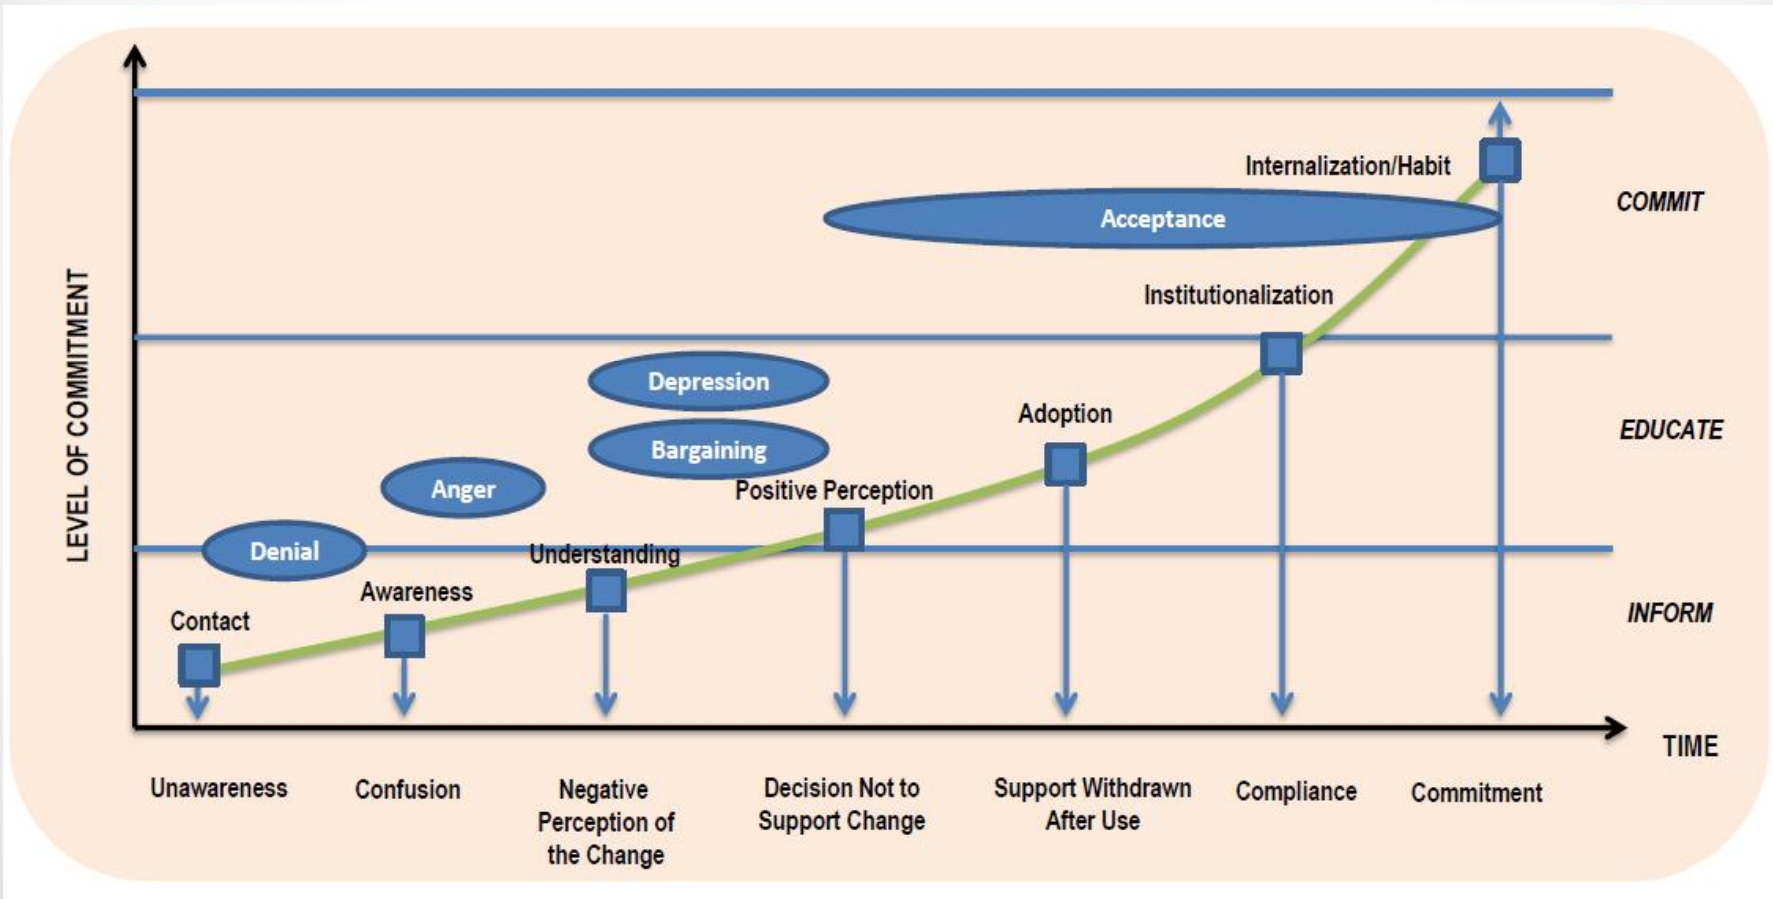 Internalization/Habit
COMMIT
Acceptance
Institutionalization
LEVEL OF COMMITMENT
Depression
Adoption
EDUCATE
Bargaining
Anger
Positive Perception
Denial
Understanding
Awareness
Contact
INFORM
TIME
Unawareness
Confusion
Negative
Perception of
the Change
Decision Not to
Support Change
Support Withdrawn
After Use
Compliance
Commitment